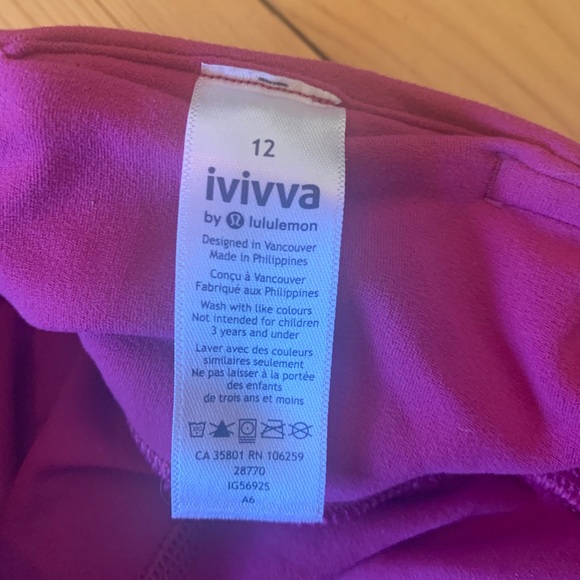 12
ivivva
by lululemon
Designed in Vancouver
Made in Philippines
Conçu à Vancouver
Fabriqué aux Philippines
Wash with like colours
Not intended for children
3 years and under
Laver avec des couleurs
similaires seulement
Ne pas laisser à la portée
des enfants
de trois ans et moins
CA 35801 RN 106259
28770
IG5692S
A6